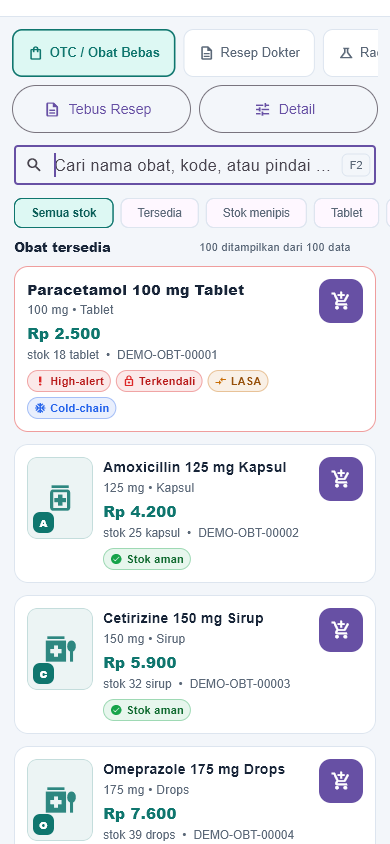 OTC / Obat Bebas
Resep Dokter
Tebus Resep
Detail
Cari nama obat, kode, atau pindai ...
F2
Semua stok
Tersedia
Stok menipis
Tablet
Obat tersedia
100 ditampilkan dari 100 data
Paracetamol 100 mg Tablet
100 mg • Tablet
Rp 2.500
stok 18 tablet • DEMO-OBT-00001
High-alert
Terkendali
LASA
Cold-chain
Amoxicillin 125 mg Kapsul
125 mg • Kapsul
Rp 4.200
A
stok 25 kapsul • DEMO-OBT-00002
Stok aman
Cetirizine 150 mg Sirup
150 mg • Sirup
Rp 5.900
C
stok 32 sirup • DEMO-OBT-00003
Stok aman
Omeprazole 175 mg Drops
175 mg • Drops
Rp 7.600
O
stok 39 drops • DEMO-OBT-00004